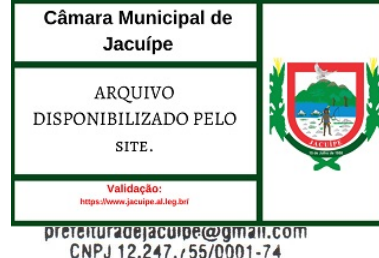 Câmara Municipal de
Jacuípe
ARQUIVO
DISPONIBILIZADO PELO
SITE.
Validação:
https://www.jacuipe.al.leg.br/
JACUÍPE
prefeituradejacuipe@gmail.com
CNPJ 12.247.755/0001-74